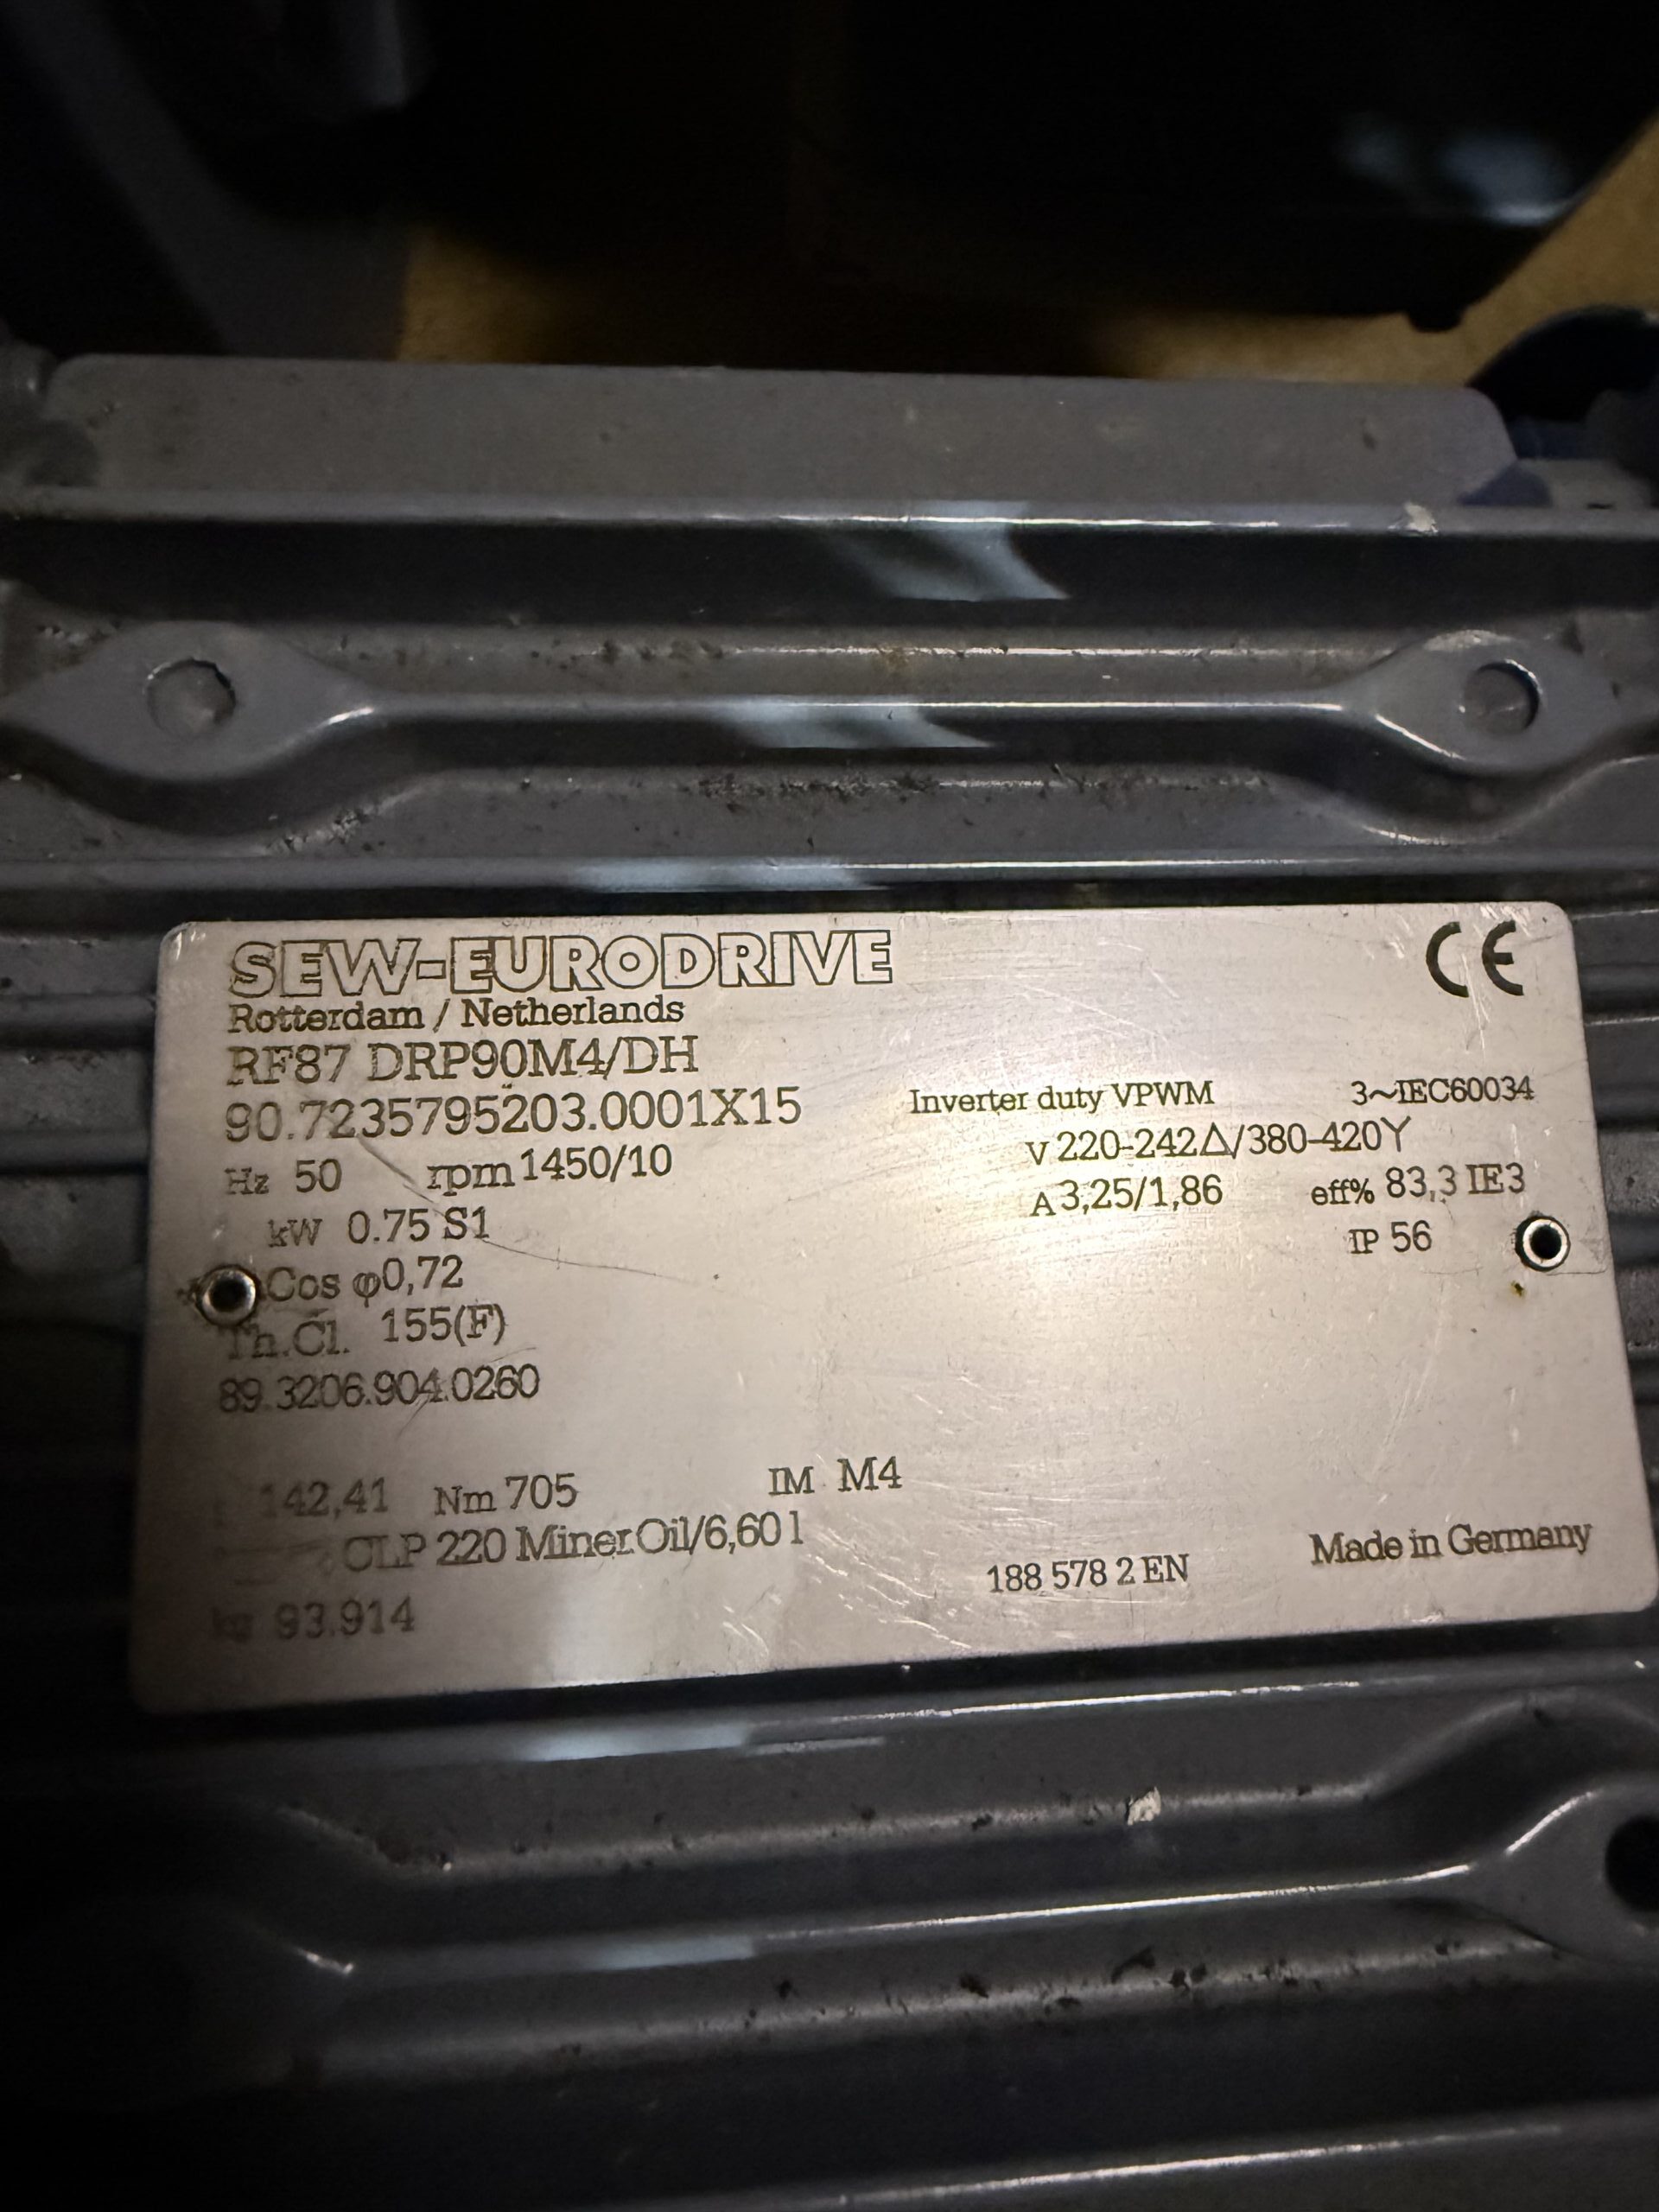 SEW-EURODRIVE
CE
Rotterdam / Netherlands
RF87 DRP90M4/DH
90.7235795203.0001X15
Inverter duty VPWM 3~IEC60034
Hz 50 rpm 1450/10
V 220-242Δ/380-420Y
kW 0.75 S1
A 3,25/1,86 eff% 83,3 IE3
Cos φ 0,72
IP 56
Th.Cl. 155(F)
89.3206.904.0260
142,41 Nm 705 IM M4
CLP 220 Miner.Oil/6,60 l
188 578 2 EN
Made in Germany
kg 93.914